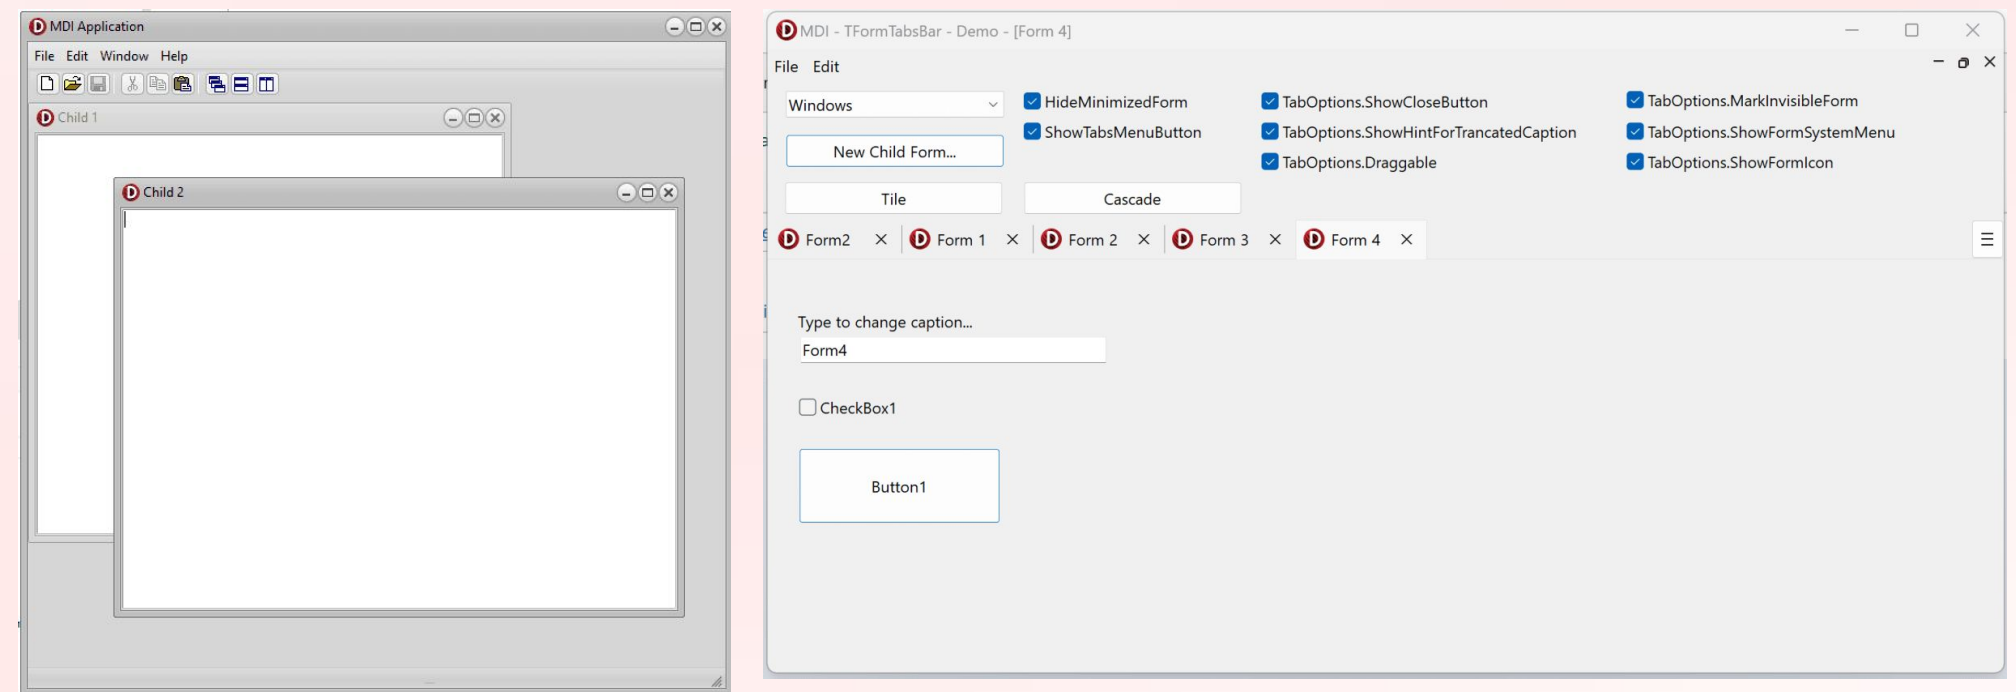 MDI Application
File Edit Window Help
Child 1
Child 2
MDI - TFormTabsBar - Demo - [Form 4]
File Edit
Windows
HideMinimizedForm
TabOptions.ShowCloseButton
TabOptions.MarkInvisibleForm
ShowTabsMenuButton
TabOptions.ShowHintForTrancatedCaption
TabOptions.ShowFormSystemMenu
New Child Form...
TabOptions.Draggable
TabOptions.ShowFormIcon
Tile
Cascade
Form2
Form 1
Form 2
Form 3
Form 4
Type to change caption...
Form4
CheckBox1
Button1